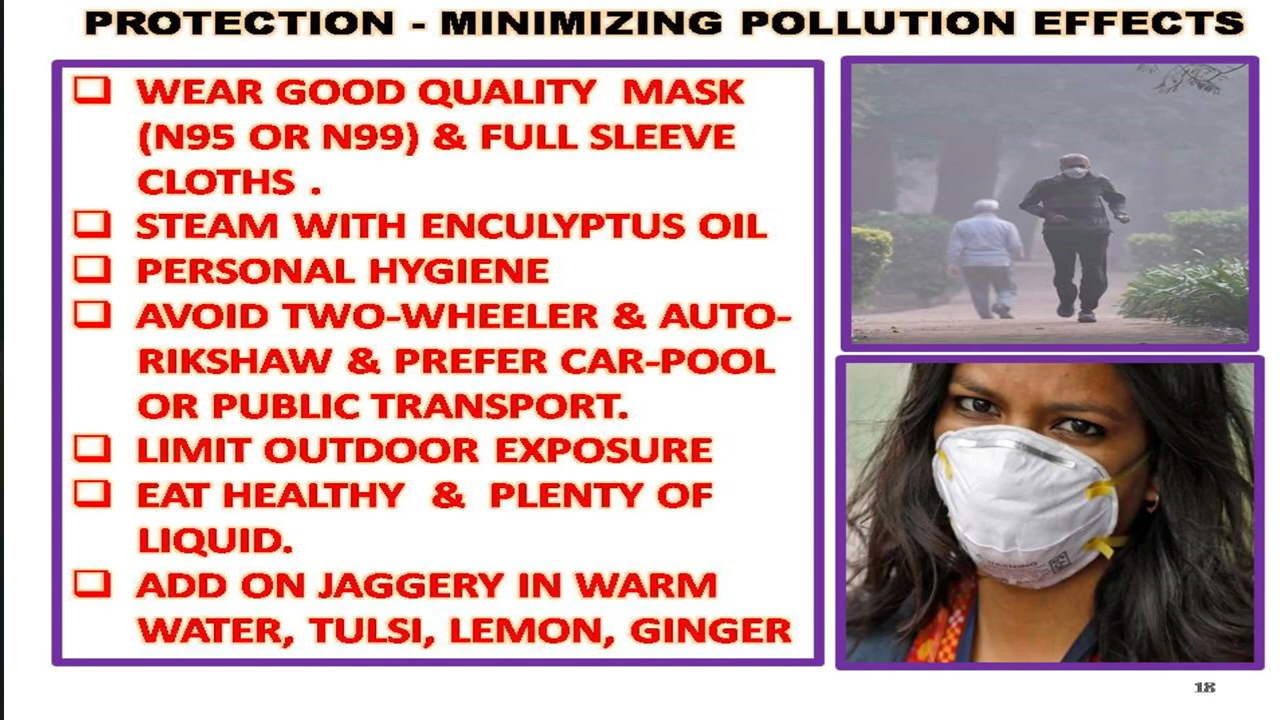 PROTECTION - MINIMIZING POLLUTION EFFECTS
WEAR GOOD QUALITY MASK
(N95 OR N99) & FULL SLEEVE
CLOTHS .
STEAM WITH ENCULYPTUS OIL
PERSONAL HYGIENE
AVOID TWO-WHEELER & AUTO-
RIKSHAW & PREFER CAR-POOL
OR PUBLIC TRANSPORT.
LIMIT OUTDOOR EXPOSURE
EAT HEALTHY & PLENTY OF
LIQUID.
ADD ON JAGGERY IN WARM
WATER, TULSI, LEMON, GINGER
18